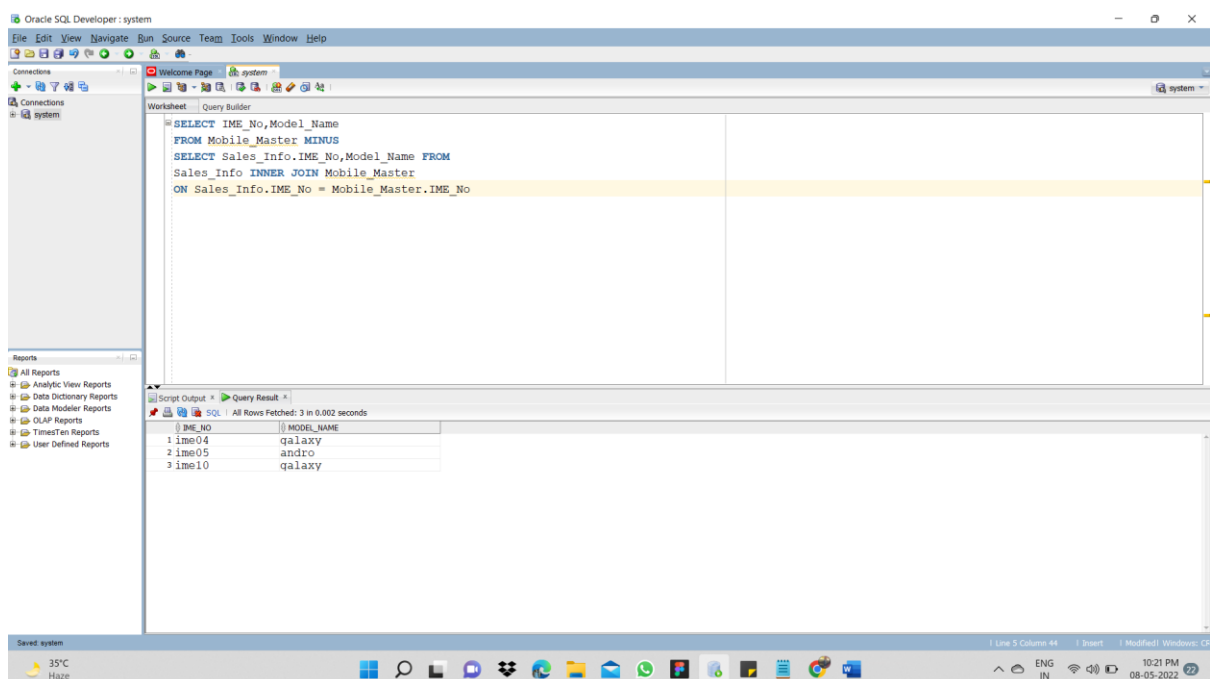 Oracle SQL Developer : system
File Edit View Navigate Run Source Team Tools Window Help
Connections
Welcome Page
system
system
Connections
system
Worksheet Query Builder
SELECT IME_No,Model_Name
FROM Mobile_Master MINUS
SELECT Sales_Info.IME_No,Model_Name FROM
Sales_Info INNER JOIN Mobile_Master
ON Sales_Info.IME_No = Mobile_Master.IME_No
Reports
All Reports
Analytic View Reports
Data Dictionary Reports
Data Modeler Reports
OLAP Reports
TimesTen Reports
User Defined Reports
Script Output Query Result
SQL | All Rows Fetched: 3 in 0.002 seconds
IME_NO MODEL_NAME
1 ime04 galaxy
2 ime05 andro
3 ime10 galaxy
Saved: system
Line 5 Column 44 Insert Modified Windows: CR
35°C
Haze
ENG
IN
10:21 PM
08-05-2022
22